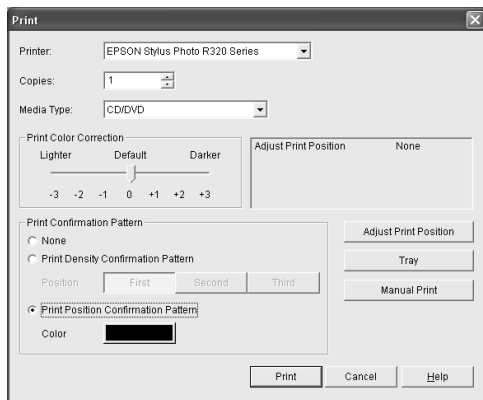 Print
Printer: EPSON Stylus Photo R320 Series
Copies: 1
Media Type: CD/DVD
Print Color Correction
Lighter Default Darker
-3 -2 -1 0 +1 +2 +3
Adjust Print Position None
Print Confirmation Pattern
None
Print Density Confirmation Pattern
Position First Second Third
Print Position Confirmation Pattern
Color
Adjust Print Position
Tray
Manual Print
Print Cancel Help